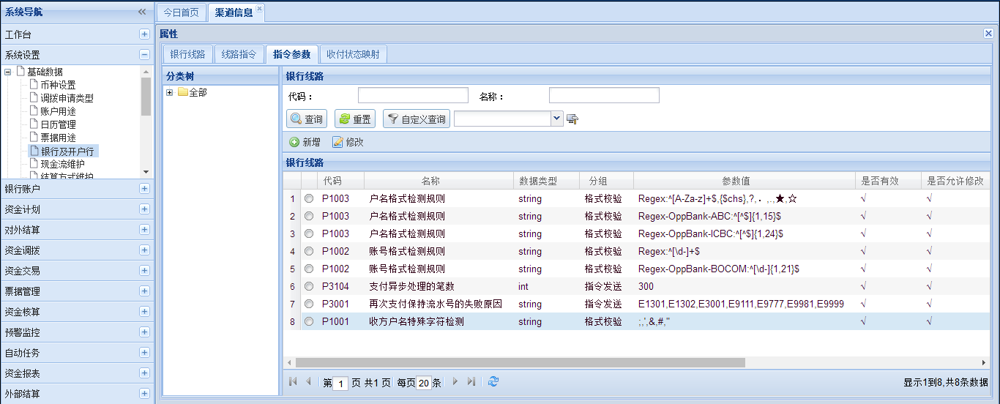 系统导航
工作台
系统设置
基础数据
币种设置
调拨申请类型
账户用途
日历管理
票据用途
银行及开户行
现金流维护
结算方式维护
银行账户
资金计划
对外结算
资金调拨
资金交易
票据管理
资金核算
预警监控
自动任务
资金报表
外部结算
今日首页 渠道信息
属性
银行线路 线路指令 指令参数 收付状态映射
分类树
全部
银行线路
代码： 名称：
查询 重置 自定义查询
新增 修改
银行线路
代码 名称 数据类型 分组 参数值 是否有效 是否允许修改
1 P1003 户名格式检测规则 string 格式校验 Regex:^[A-Za-z]+$,{$chs},?,．,.,★,☆ √ √
2 P1003 户名格式检测规则 string 格式校验 Regex-OppBank-ABC:^[^$]{1,15}$ √ √
3 P1003 户名格式检测规则 string 格式校验 Regex-OppBank-ICBC:^[^$]{1,24}$ √ √
4 P1002 账号格式检测规则 string 格式校验 Regex:^[\d-]+$ √ √
5 P1002 账号格式检测规则 string 格式校验 Regex-OppBank-BOCOM:^[\d-]{1,21}$ √ √
6 P3104 支付异步处理的笔数 int 指令发送 300 √ √
7 P3001 再次支付保持流水号的失败原因 string 指令发送 E1301,E1302,E3001,E9111,E9777,E9981,E9999 √ √
8 P1001 收方户名特殊字符检测 string 格式校验 ;,',&,#," √ √
第 1 页 共1 页 每页 20 条
显示1到8,共8条数据